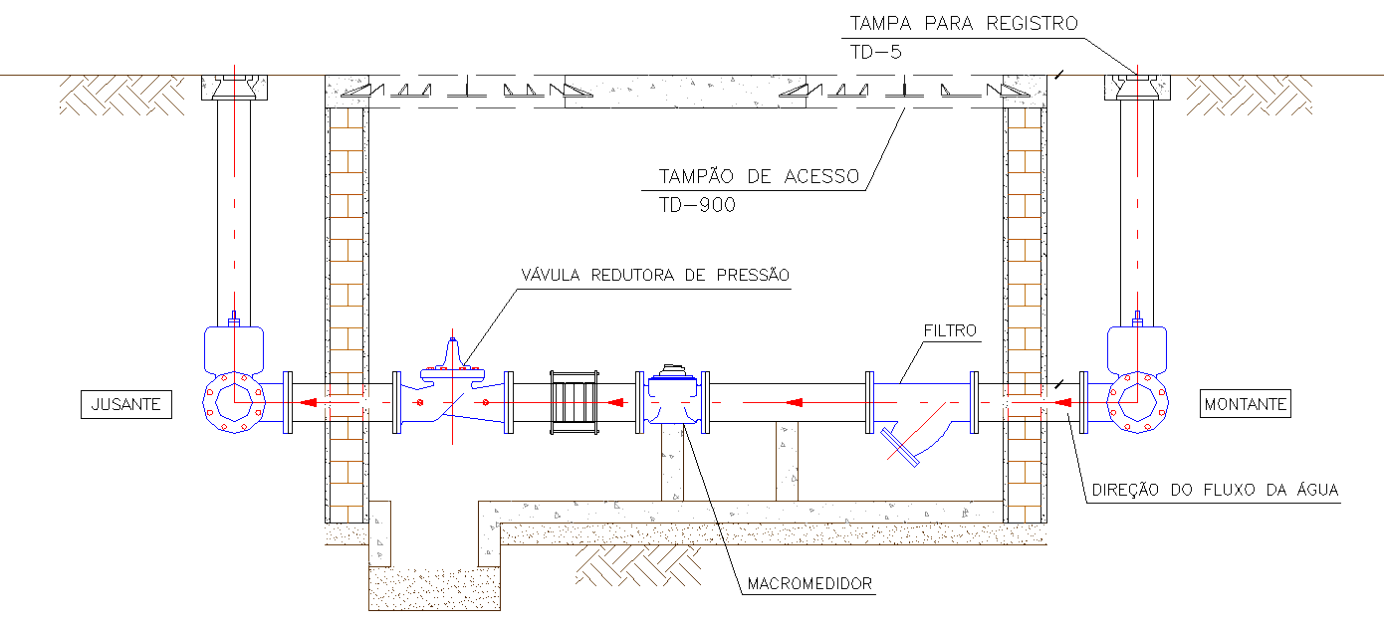 TAMPA PARA REGISTRO
TD-5
TAMPÃO DE ACESSO
TD-900
VÁVULA REDUTORA DE PRESSÃO
FILTRO
JUSANTE
MONTANTE
DIREÇÃO DO FLUXO DA ÁGUA
MACROMEDIDOR